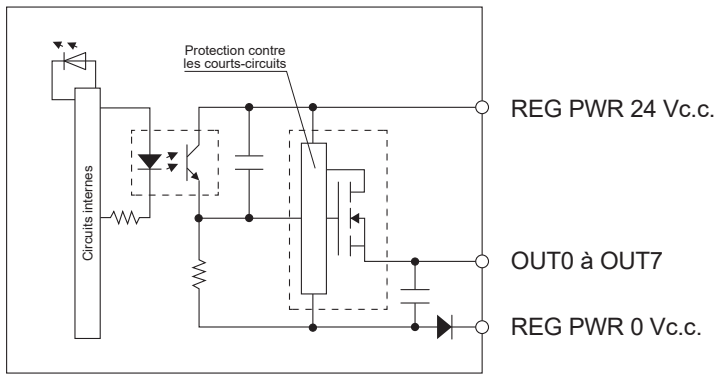 Protection contre
les courts-circuits
REG PWR 24 Vc.c.
Circuits internes
OUT0 à OUT7
REG PWR 0 Vc.c.